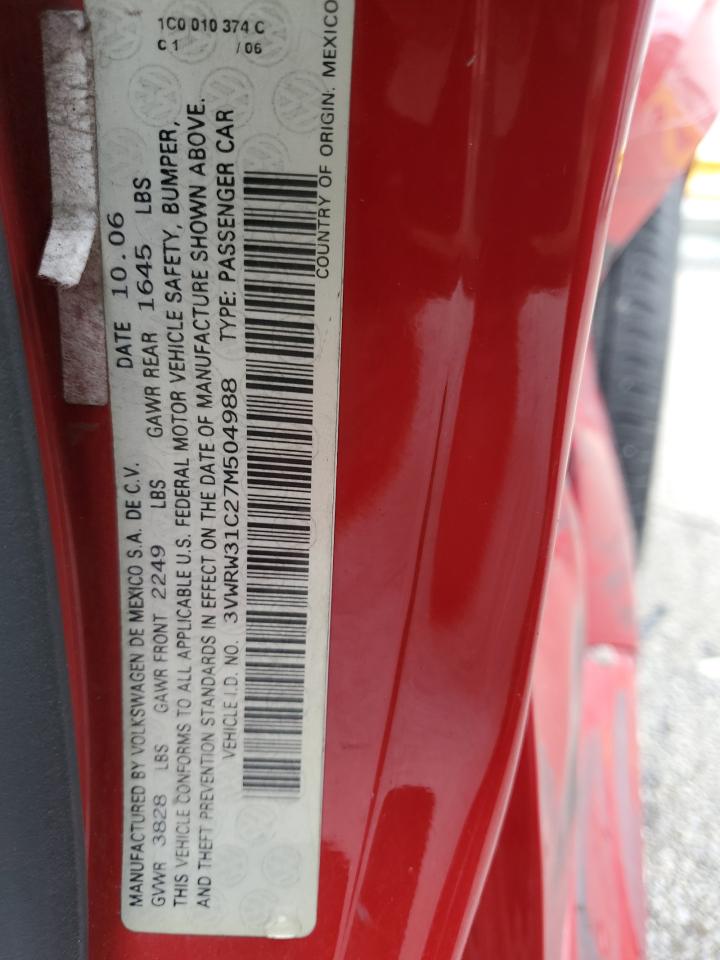 MANUFACTURED BY VOLKSWAGEN DE MEXICO S.A. DE C.V. DATE 10.06
GVWR 3828 LBS GAWR FRONT 2249 LBS GAWR REAR 1645 LBS
THIS VEHICLE CONFORMS TO ALL APPLICABLE U.S. FEDERAL MOTOR VEHICLE SAFETY, BUMPER,
AND THEFT PREVENTION STANDARDS IN EFFECT ON THE DATE OF MANUFACTURE SHOWN ABOVE.
VEHICLE I.D. NO. 3VWRW31C27M504988 TYPE: PASSENGER CAR
COUNTRY OF ORIGIN: MEXICO
1C0 010 374 C
C 1 / 06